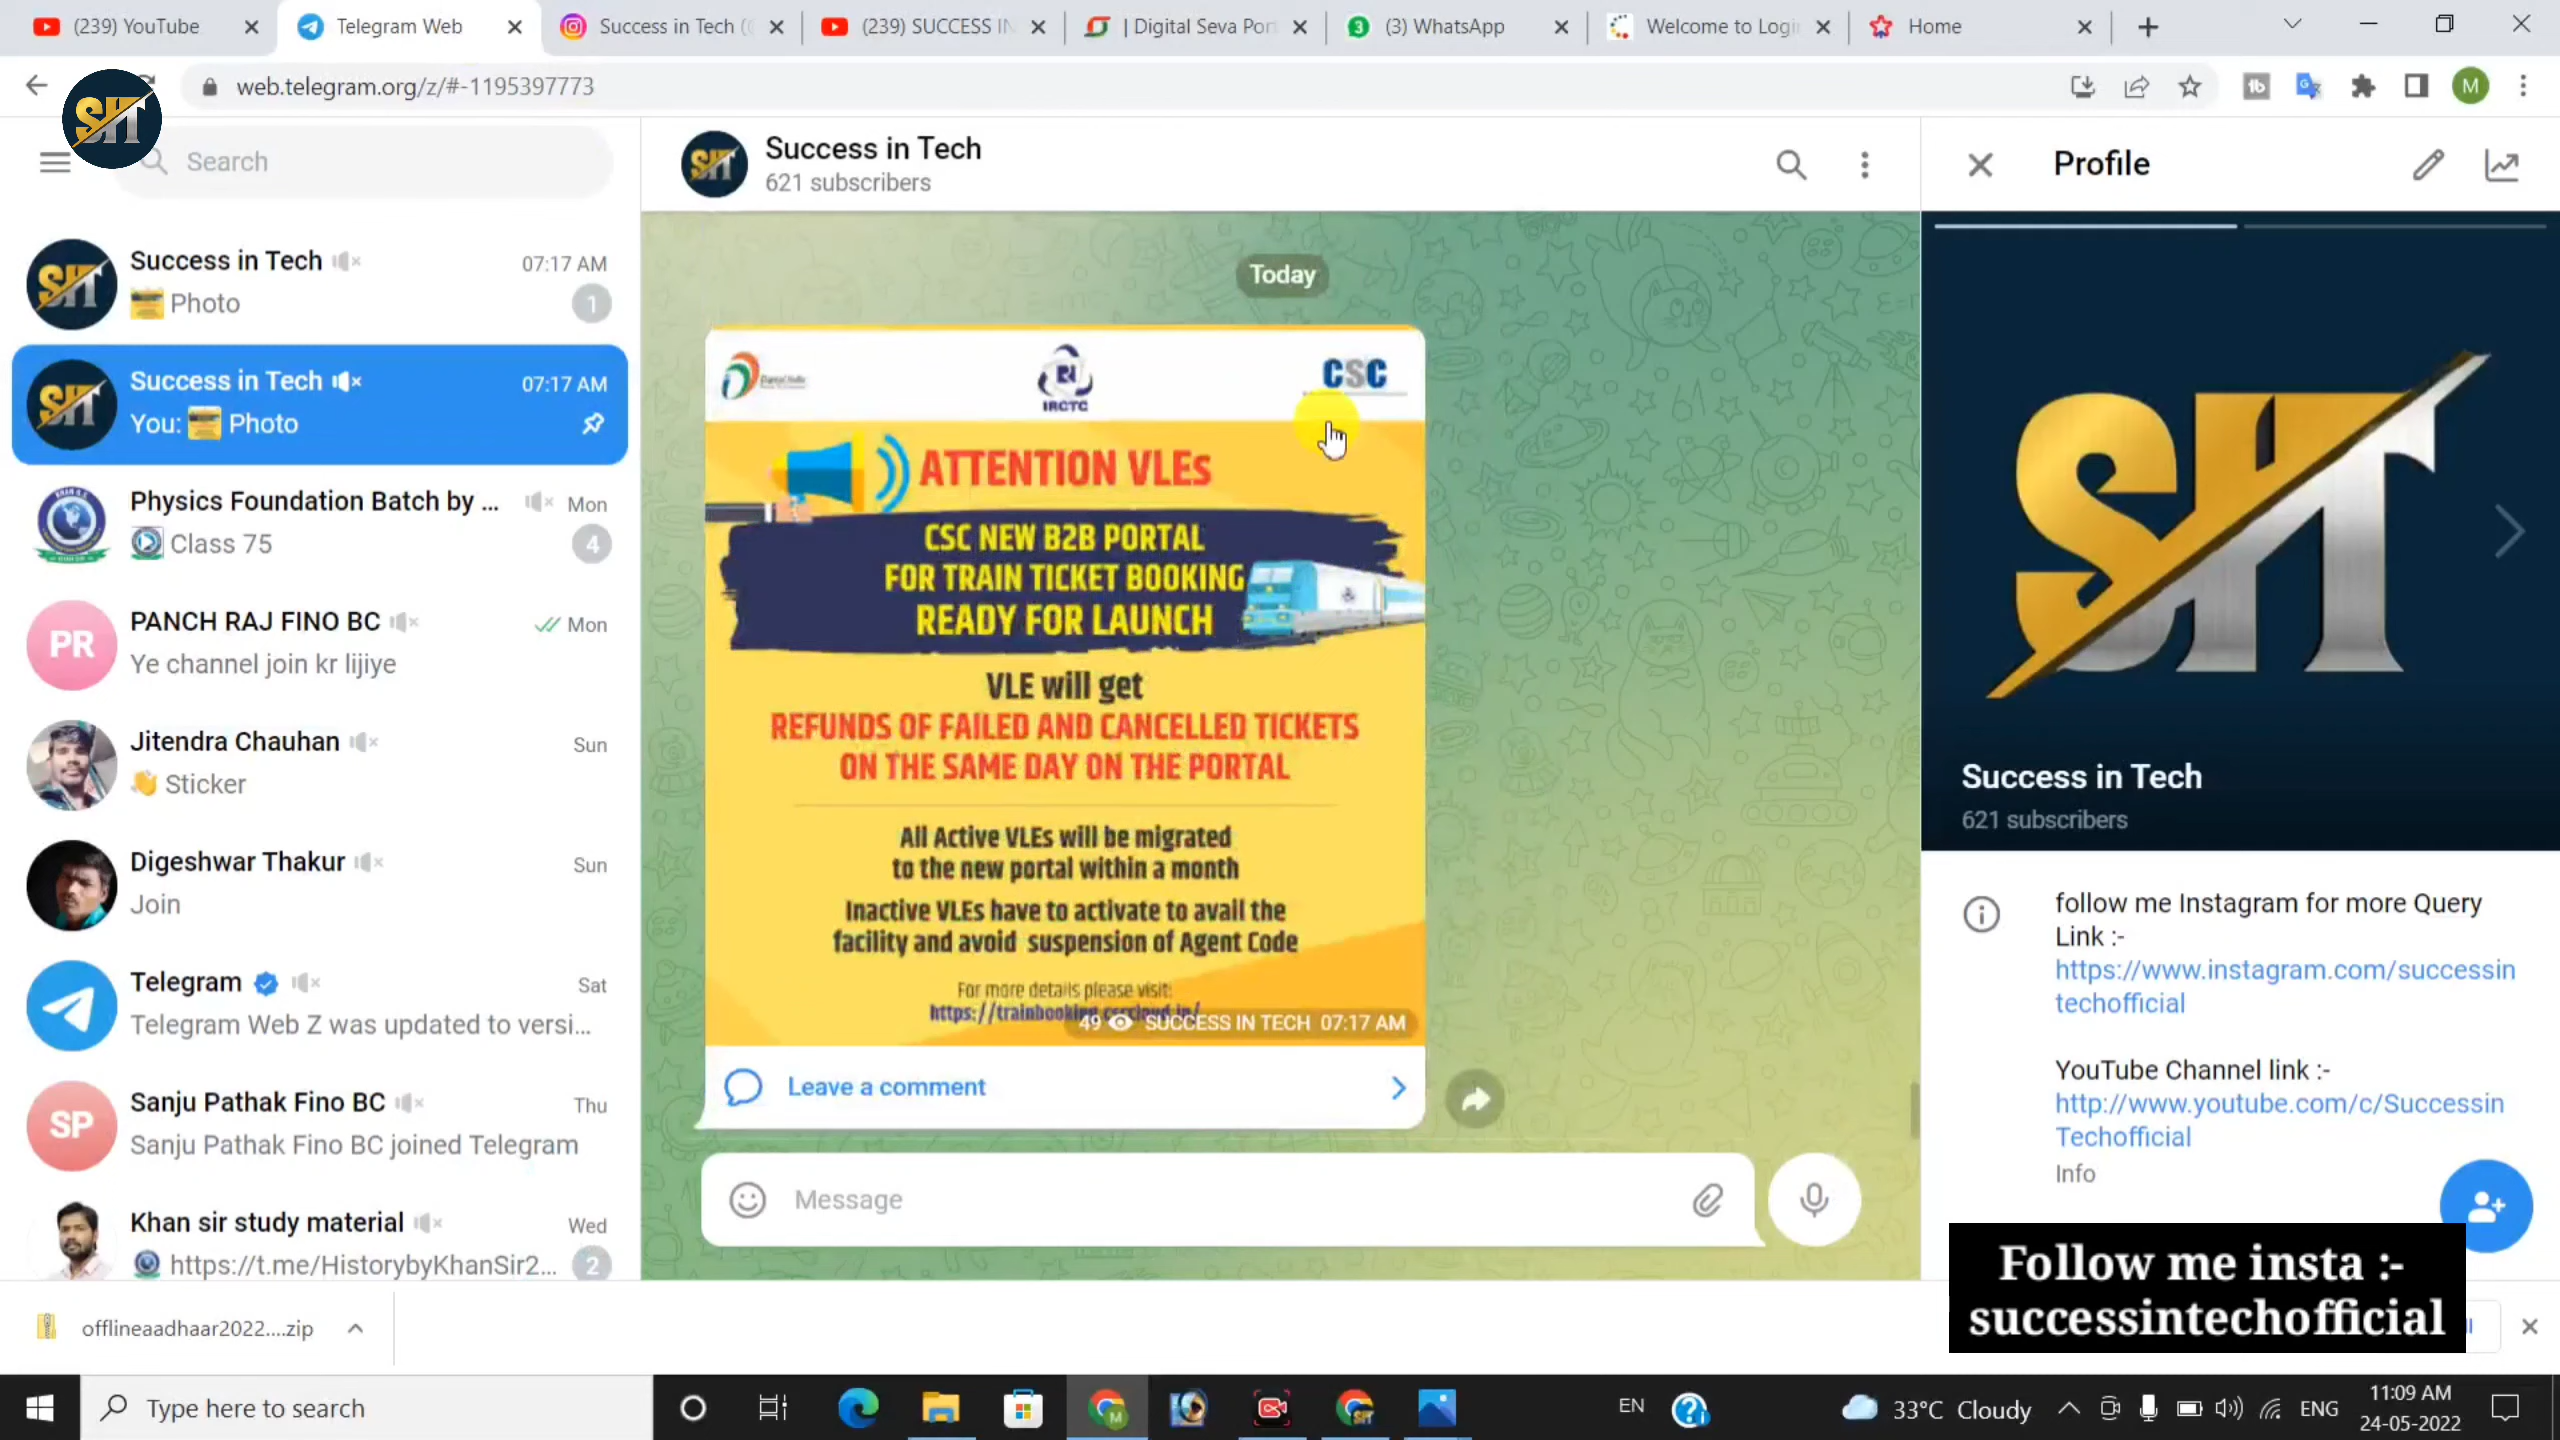 (239) YouTube
Telegram Web
Success in Tech (
(239) SUCCESS IN
| Digital Seva Por
(3) WhatsApp
Welcome to Logi
Home
web.telegram.org/z/#-1195397773
M
SIT
Search
Success in Tech
07:17 AM
Photo
1
Success in Tech
07:17 AM
You: Photo
Physics Foundation Batch by ...
Mon
Class 75
4
PR
PANCH RAJ FINO BC
Mon
Ye channel join kr lijiye
Jitendra Chauhan
Sun
Sticker
Digeshwar Thakur
Sun
Join
Telegram
Sat
Telegram Web Z was updated to versi...
SP
Sanju Pathak Fino BC
Thu
Sanju Pathak Fino BC joined Telegram
Khan sir study material
Wed
https://t.me/HistorybyKhanSir2...
2
Success in Tech
621 subscribers
Today
Digital India
IRCTC
CSC
ATTENTION VLEs
CSC NEW B2B PORTAL
FOR TRAIN TICKET BOOKING
READY FOR LAUNCH
VLE will get
REFUNDS OF FAILED AND CANCELLED TICKETS
ON THE SAME DAY ON THE PORTAL
All Active VLEs will be migrated
to the new portal within a month
Inactive VLEs have to activate to avail the
facility and avoid suspension of Agent Code
For more details please visit:
https://trainbooking.csccloud.in/
49 SUCCESS IN TECH 07:17 AM
Leave a comment
Message
Profile
SIT
Success in Tech
621 subscribers
follow me Instagram for more Query
Link :-
https://www.instagram.com/successin
techofficial
YouTube Channel link :-
http://www.youtube.com/c/Successin
Techofficial
Info
Follow me insta :-
successintechofficial
offlineaadhaar2022....zip
Type here to search
EN
33°C Cloudy
ENG
11:09 AM
24-05-2022